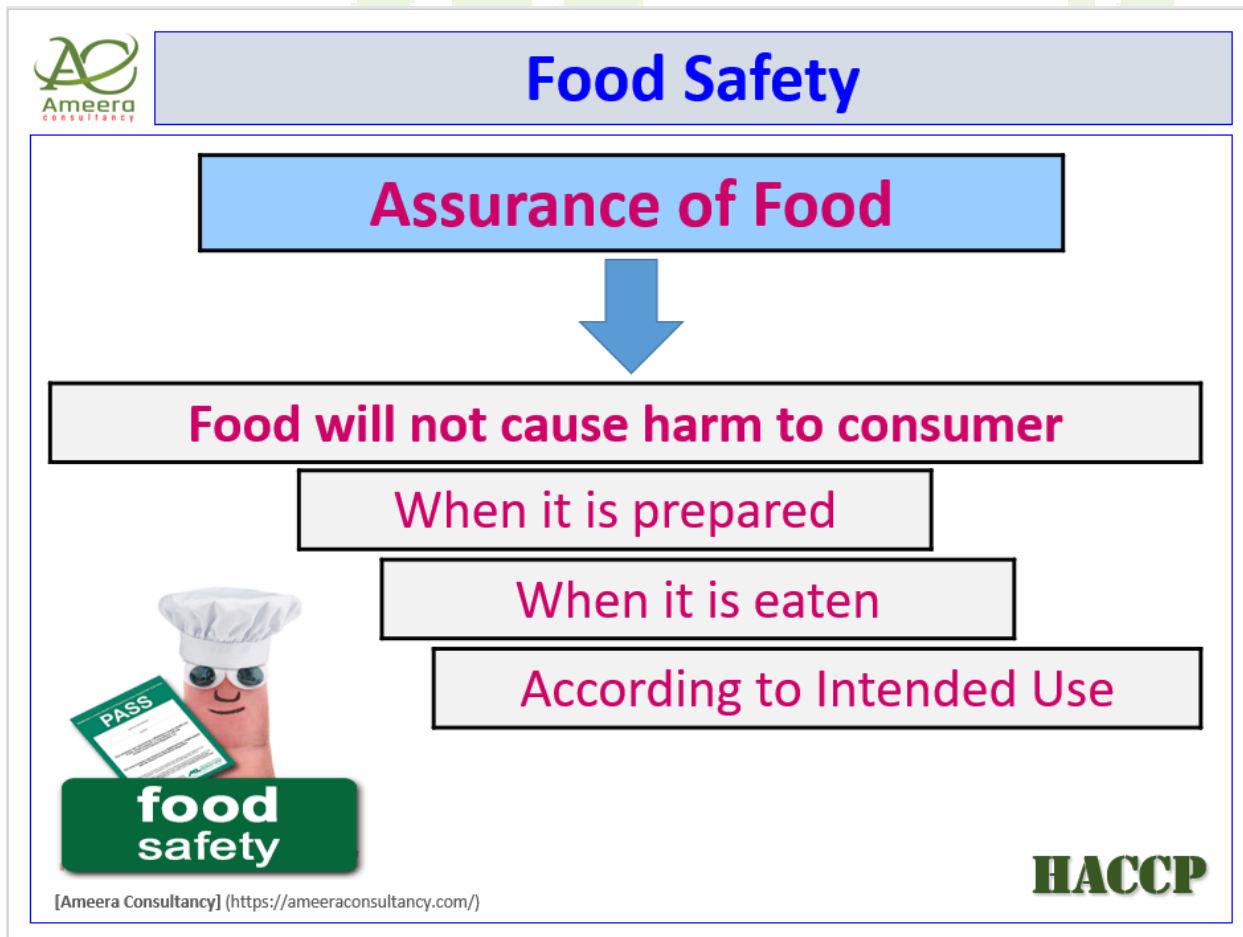 Ameera
consultancy
Food Safety
Assurance of Food
Food will not cause harm to consumer
When it is prepared
When it is eaten
According to Intended Use
PASS
food
safety
HACCP
[Ameera Consultancy] (https://ameeraconsultancy.com/)